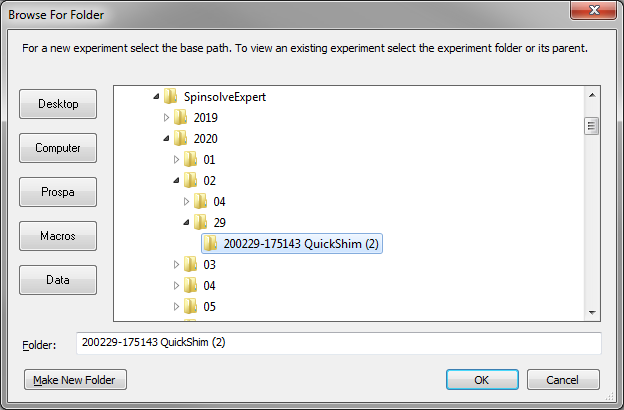 Browse For Folder
For a new experiment select the base path. To view an existing experiment select the experiment folder or its parent.
Desktop
Computer
Prospa
Macros
Data
SpinsolveExpert
2019
2020
01
02
04
29
200229-175143 QuickShim (2)
03
04
05
Folder: 200229-175143 QuickShim (2)
Make New Folder
OK
Cancel